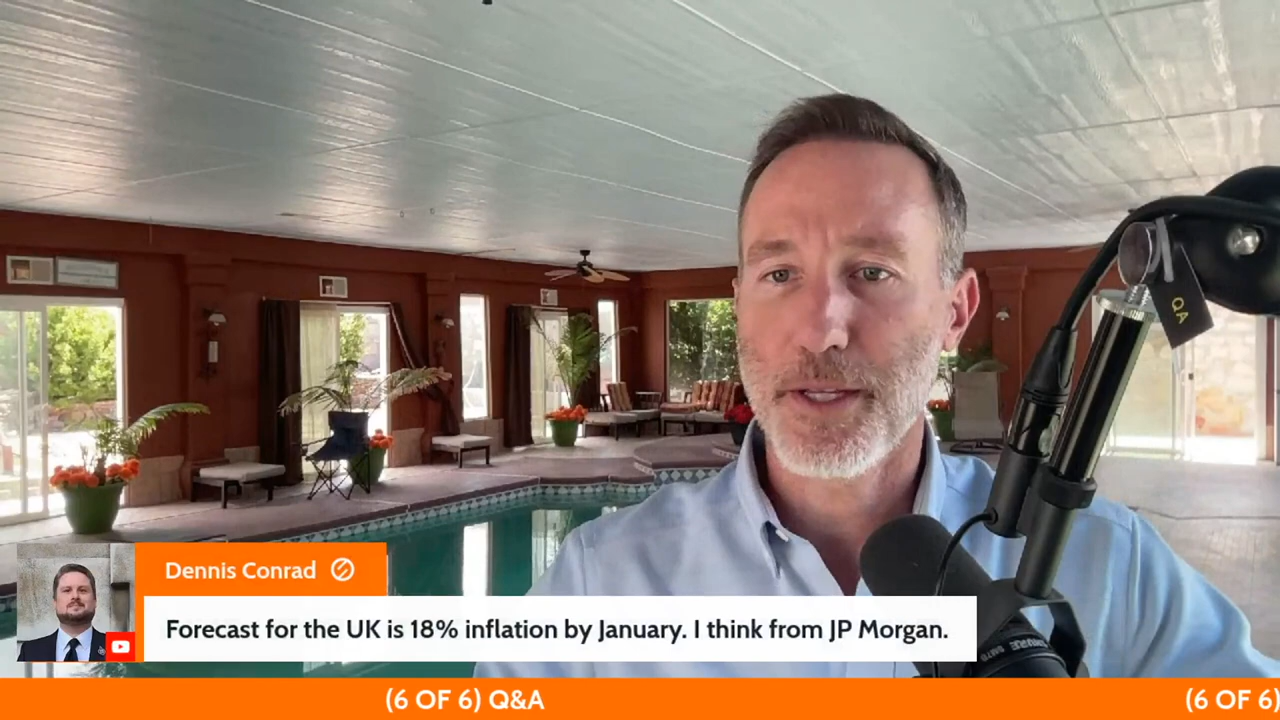 QA
Dennis Conrad
Forecast for the UK is 18% inflation by January. I think from JP Morgan.
(6 OF 6) Q&A
(6 OF 6)